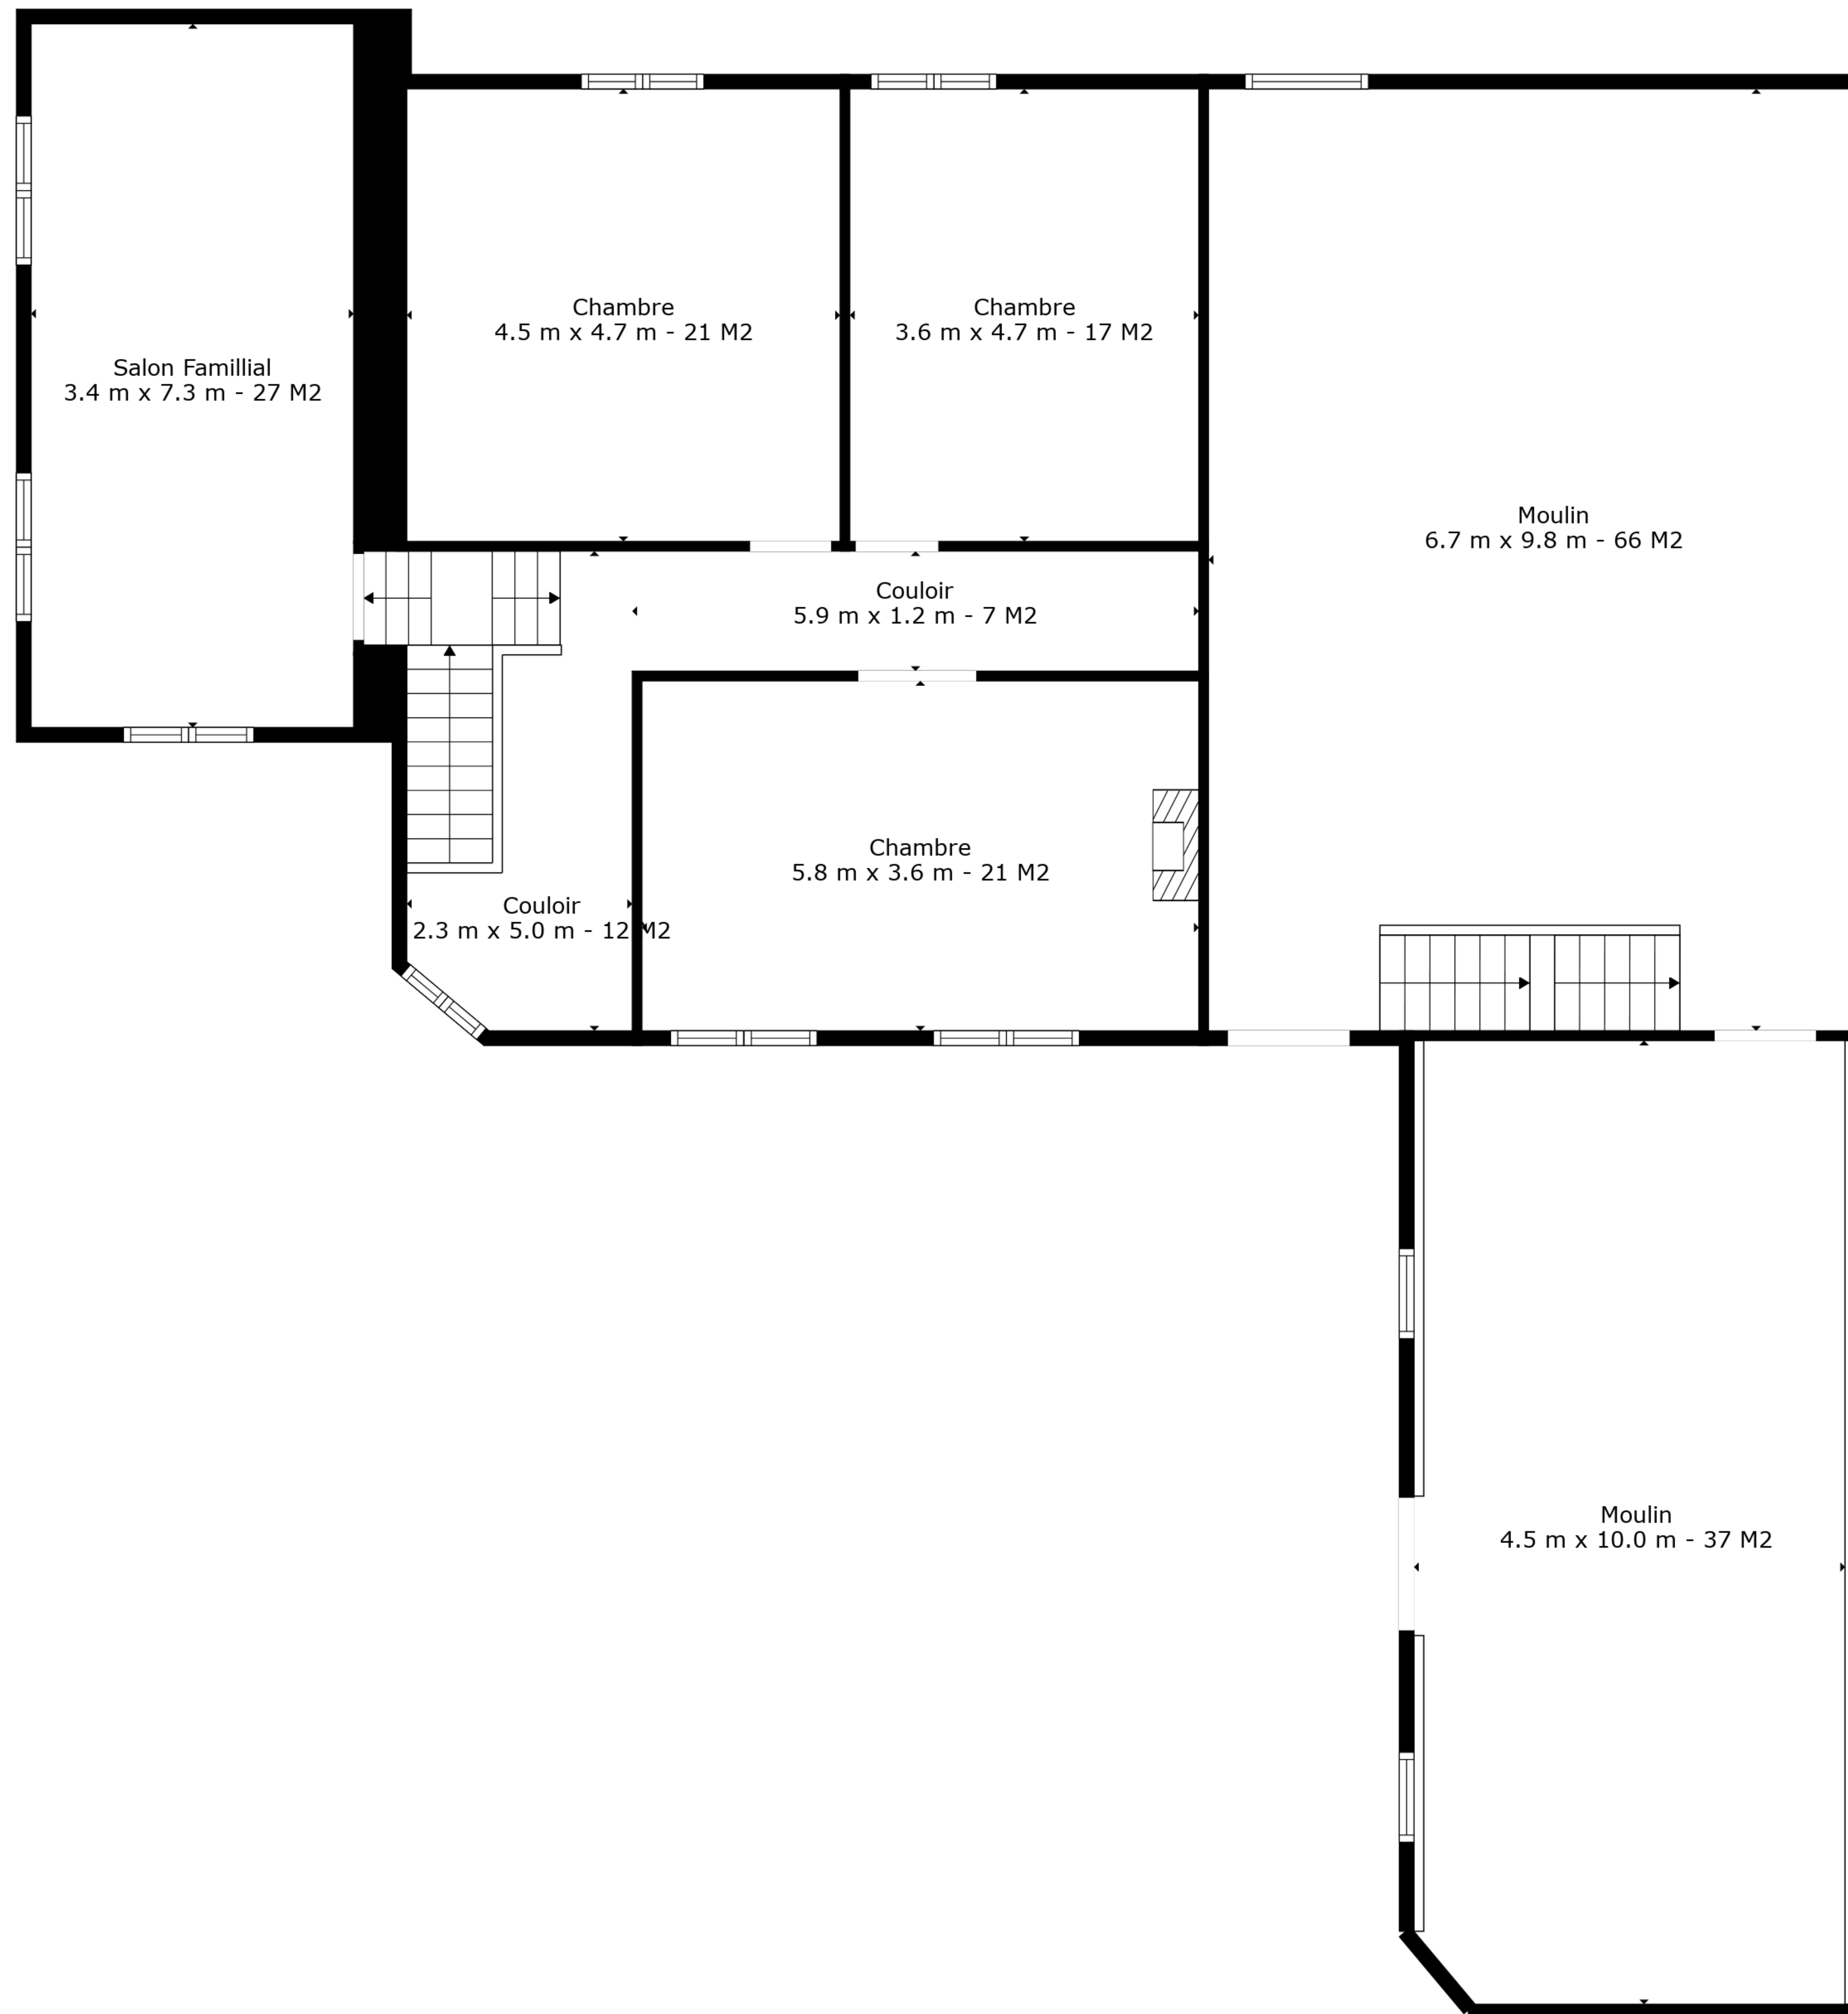 Salon Famillial
3.4 m x 7.3 m - 27 M2
Chambre
4.5 m x 4.7 m - 21 M2
Chambre
3.6 m x 4.7 m - 17 M2
Moulin
6.7 m x 9.8 m - 66 M2
Couloir
5.9 m x 1.2 m - 7 M2
Chambre
5.8 m x 3.6 m - 21 M2
Couloir
2.3 m x 5.0 m - 12 M2
Moulin
4.5 m x 10.0 m - 37 M2